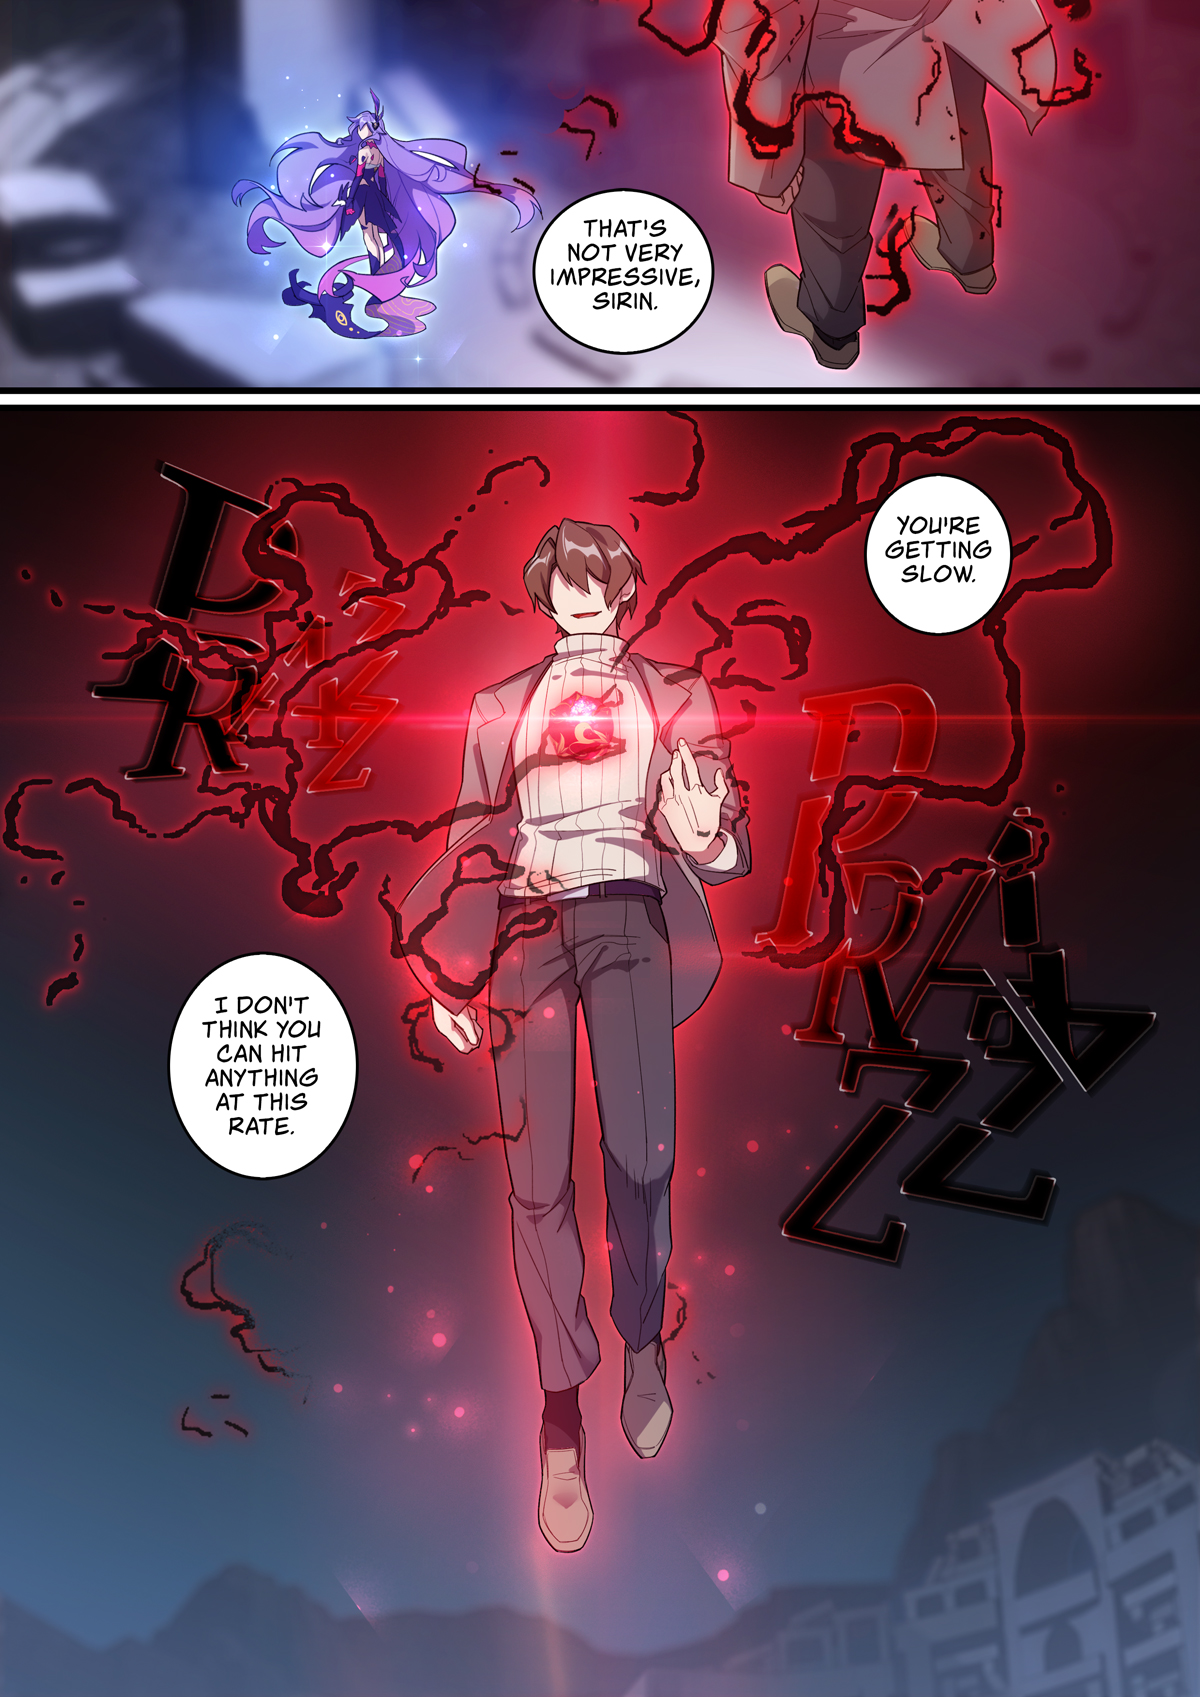 THAT'S
NOT VERY
IMPRESSIVE,
SIRIN.
YOU'RE
GETTING
SLOW.
I DON'T
THINK YOU
CAN HIT
ANYTHING
AT THIS
RATE.